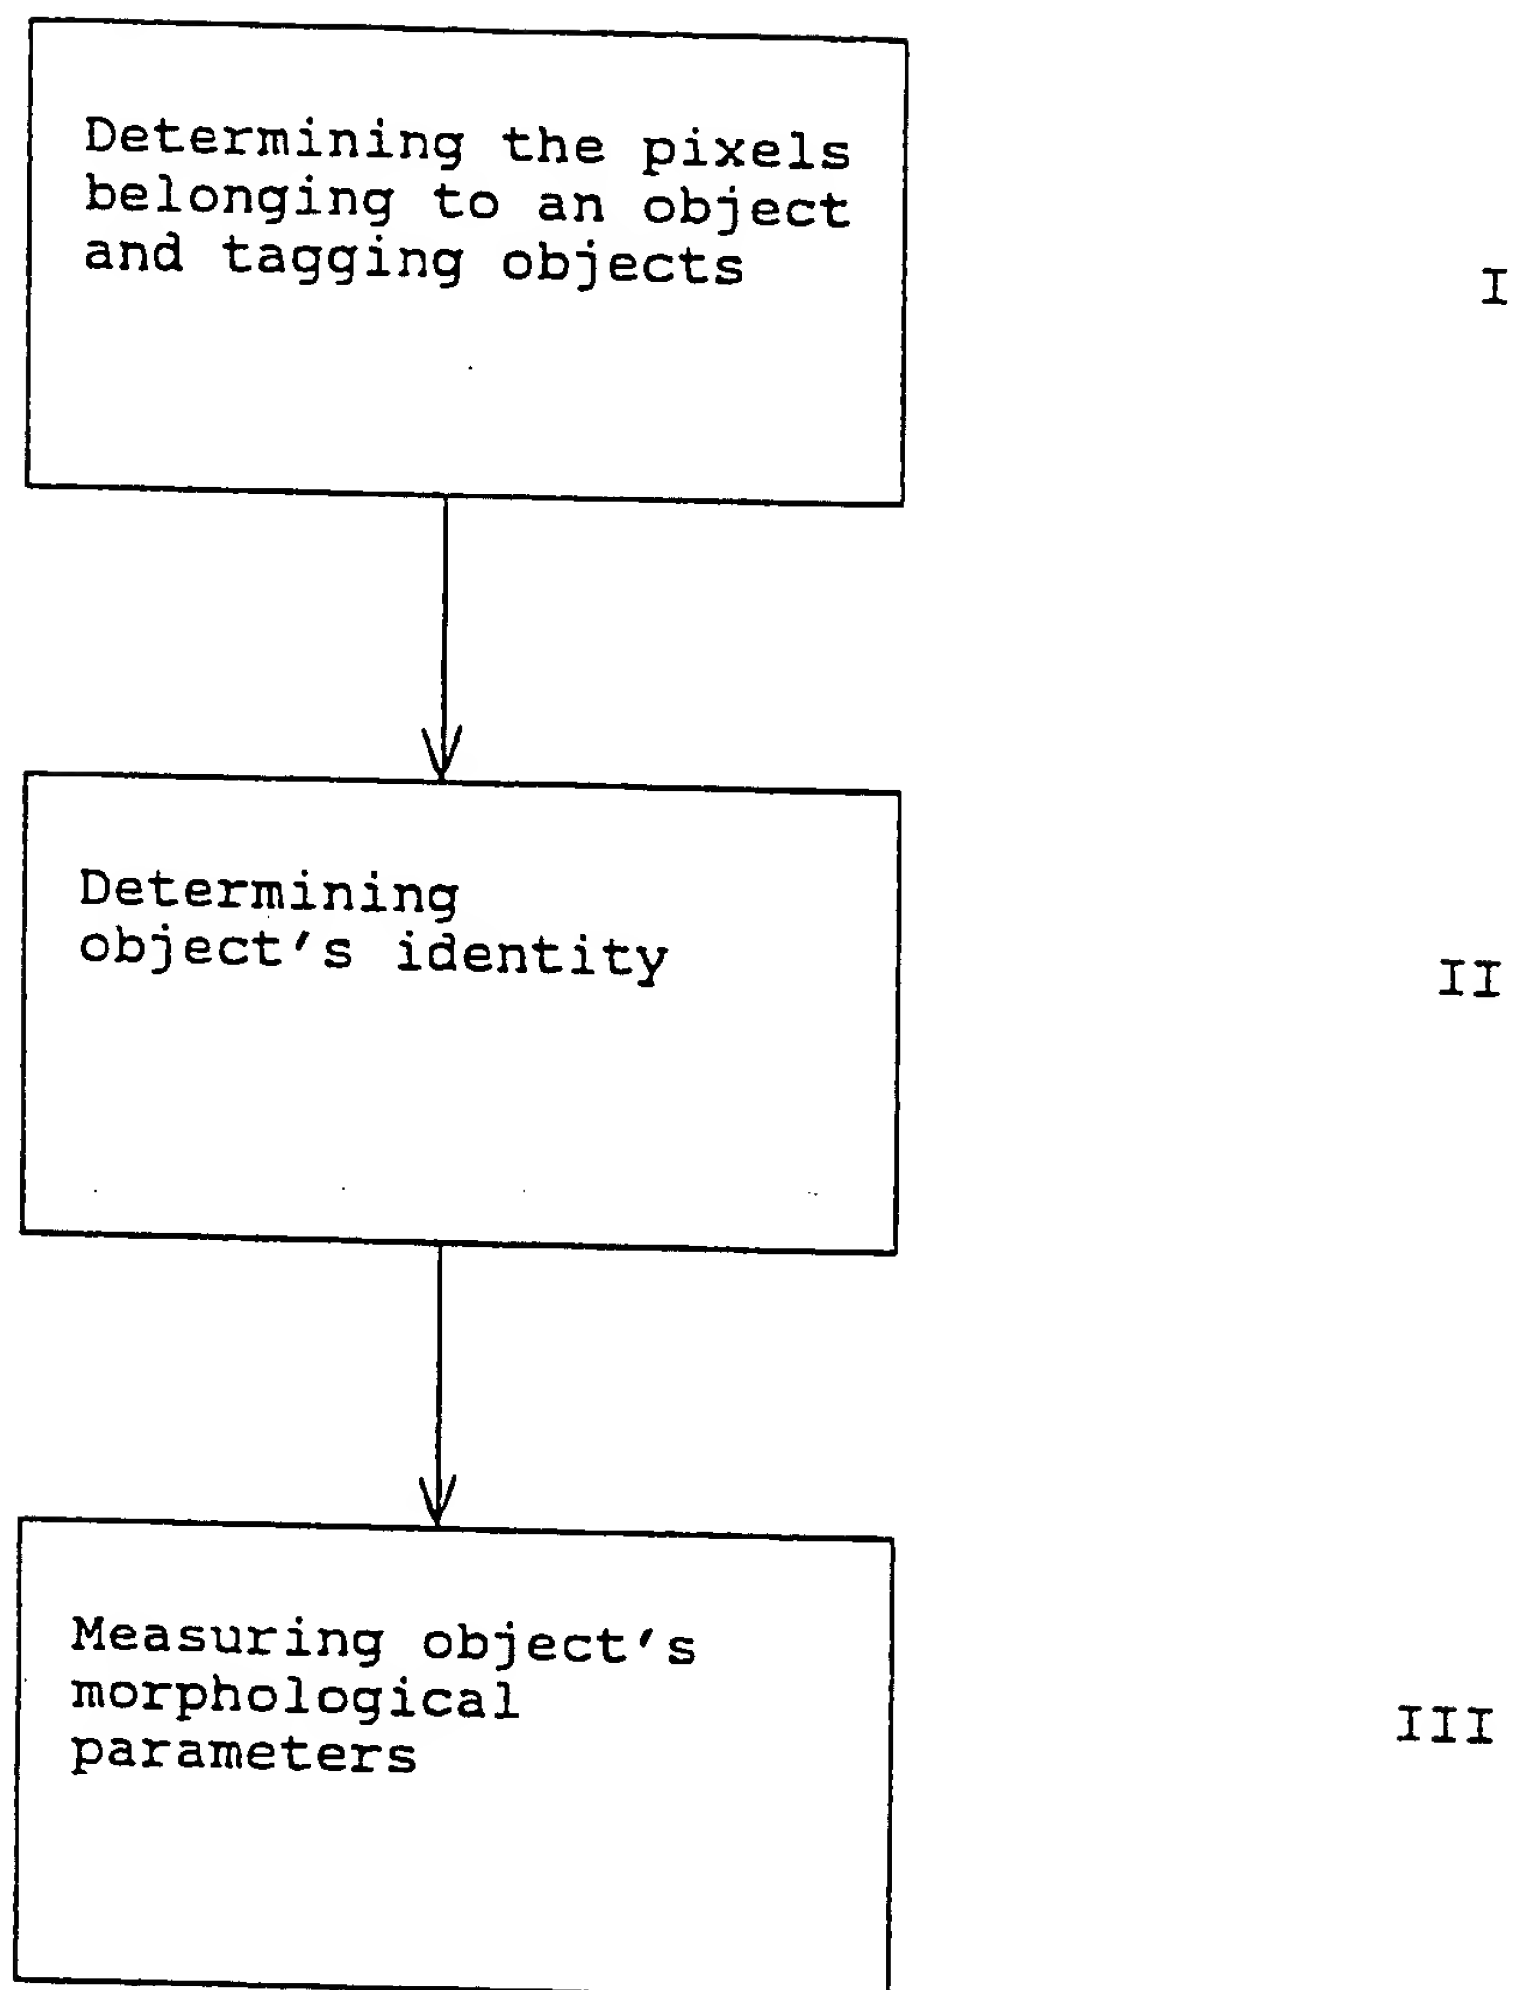 Determining the pixels
belonging to an object
and tagging objects
I
Determining
object's identity
II
Measuring object's
morphological
parameters
III